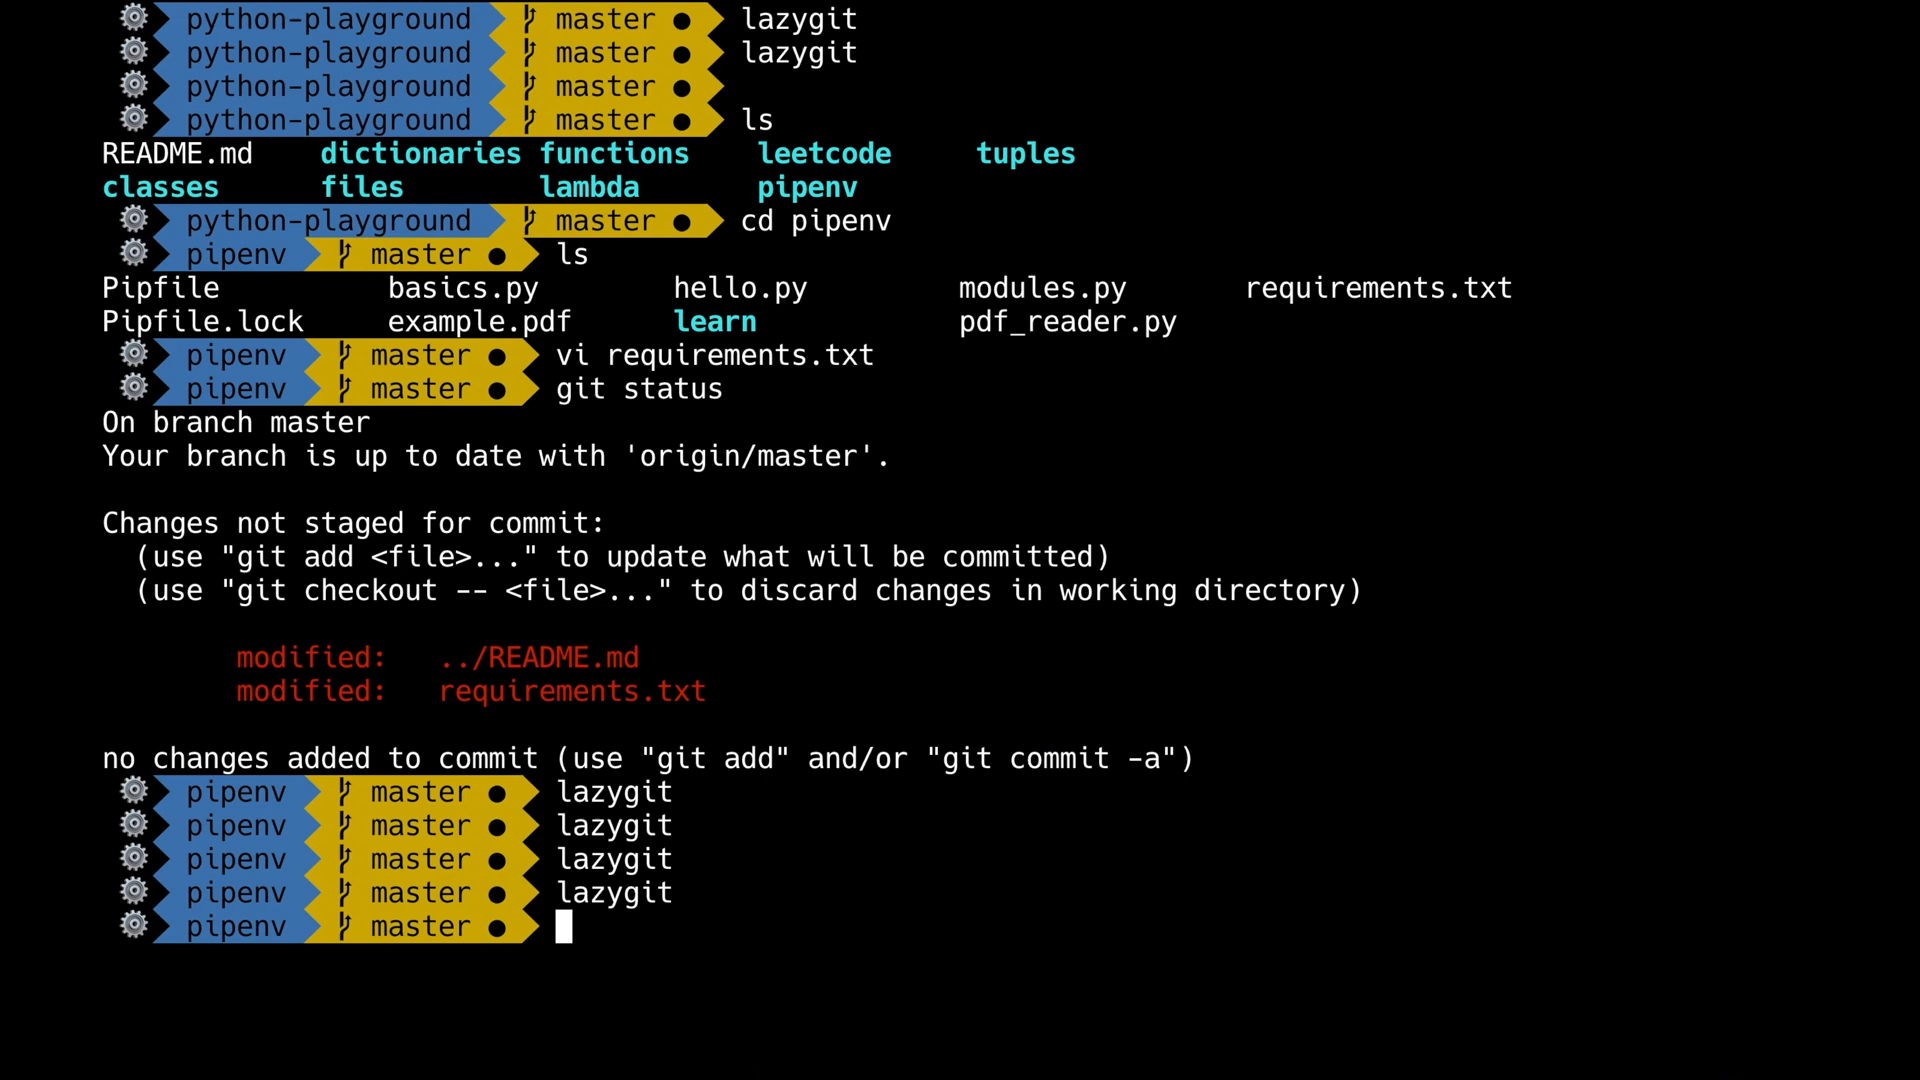 python-playground master ● lazygit
python-playground master ● lazygit
python-playground master ●
python-playground master ● ls
README.md dictionaries functions leetcode tuples
classes files lambda pipenv
python-playground master ● cd pipenv
pipenv master ● ls
Pipfile basics.py hello.py modules.py requirements.txt
Pipfile.lock example.pdf learn pdf_reader.py
pipenv master ● vi requirements.txt
pipenv master ● git status
On branch master
Your branch is up to date with 'origin/master'.
Changes not staged for commit:
(use "git add <file>..." to update what will be committed)
(use "git checkout -- <file>..." to discard changes in working directory)
modified: ../README.md
modified: requirements.txt
no changes added to commit (use "git add" and/or "git commit -a")
pipenv master ● lazygit
pipenv master ● lazygit
pipenv master ● lazygit
pipenv master ● lazygit
pipenv master ●